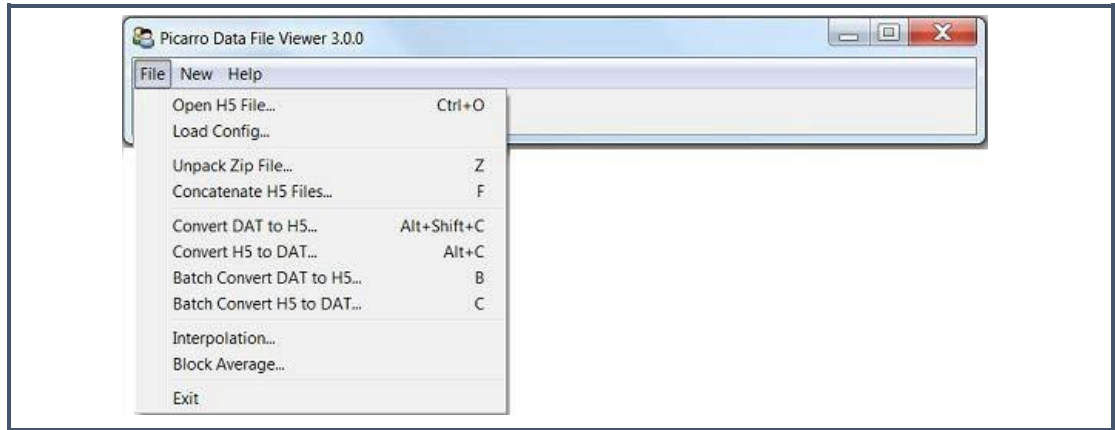 Picarro Data File Viewer 3.0.0
File New Help
Open H5 File... Ctrl+O
Load Config...
Unpack Zip File... Z
Concatenate H5 Files... F
Convert DAT to H5... Alt+Shift+C
Convert H5 to DAT... Alt+C
Batch Convert DAT to H5... B
Batch Convert H5 to DAT... C
Interpolation...
Block Average...
Exit